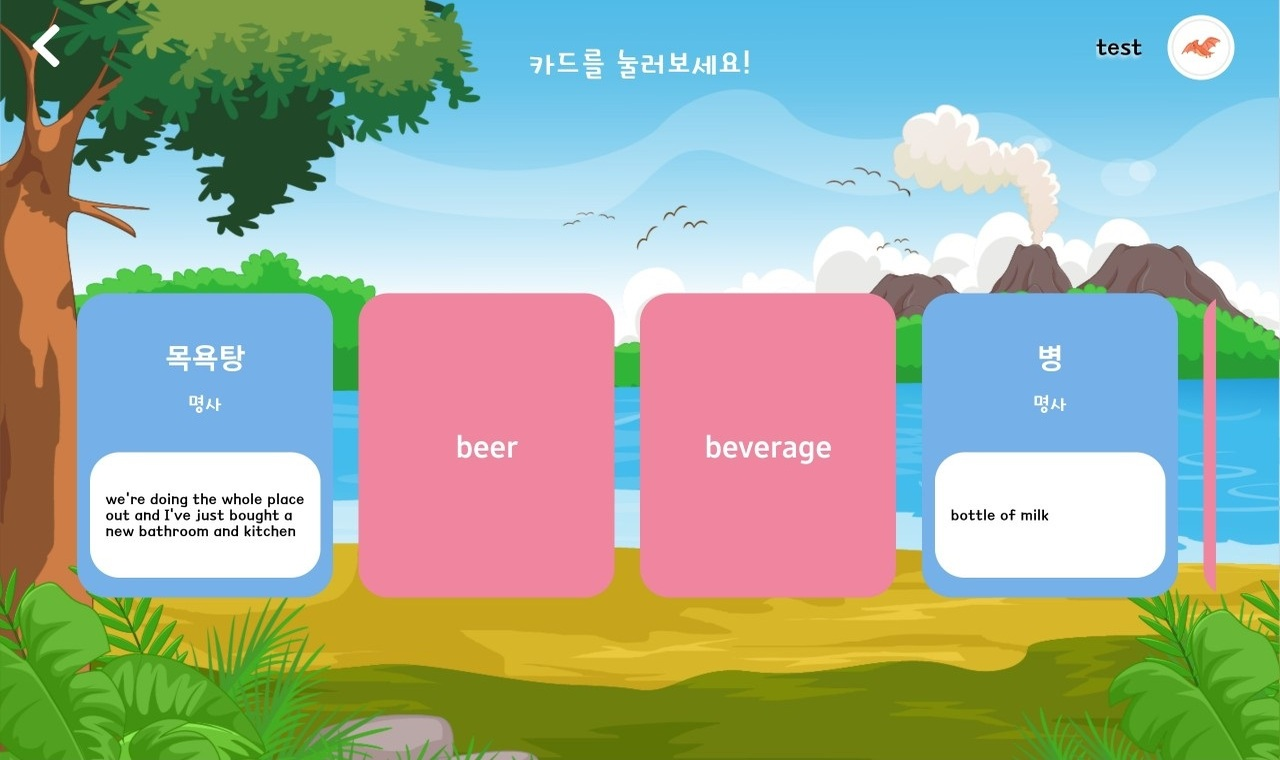 카드를 눌러보세요!
test
목욕탕
명사
we're doing the whole place
out and I've just bought a
new bathroom and kitchen
beer
beverage
병
명사
bottle of milk